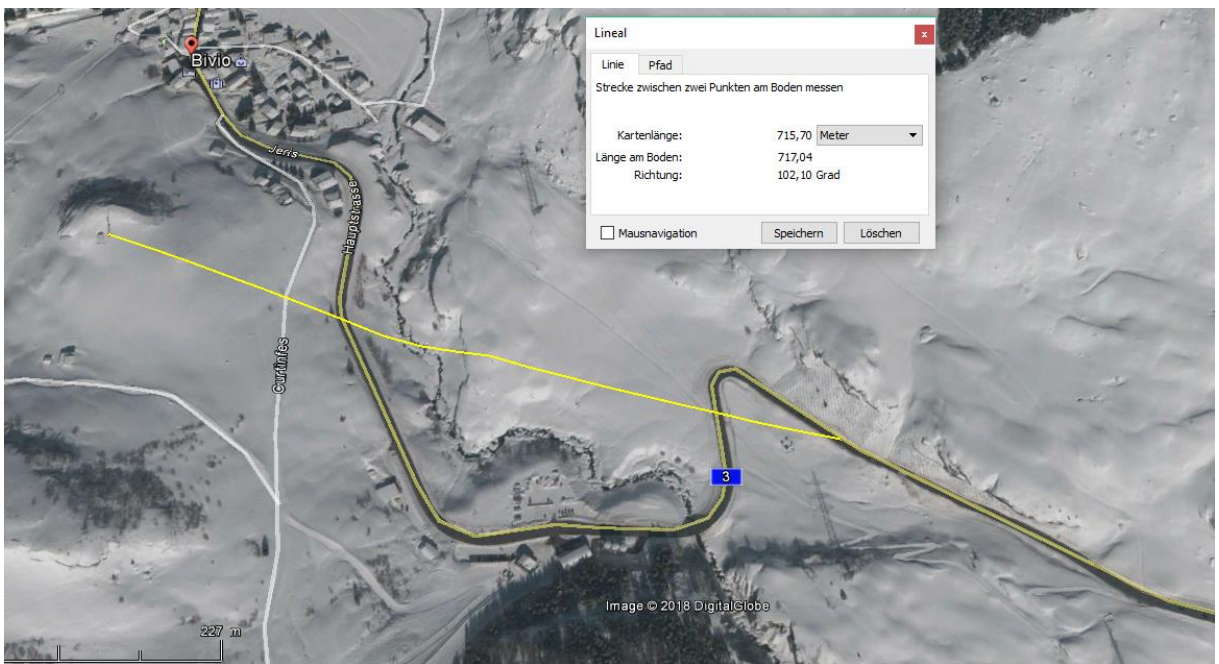 Bivio
Jeris
Hauptstrasse
Curtinfes
3
Image © 2018 DigitalGlobe
227 m
Lineal
x
Linie Pfad
Strecke zwischen zwei Punkten am Boden messen
Kartenlänge: 715,70 Meter
Länge am Boden: 717,04
Richtung: 102,10 Grad
Mausnavigation Speichern Löschen